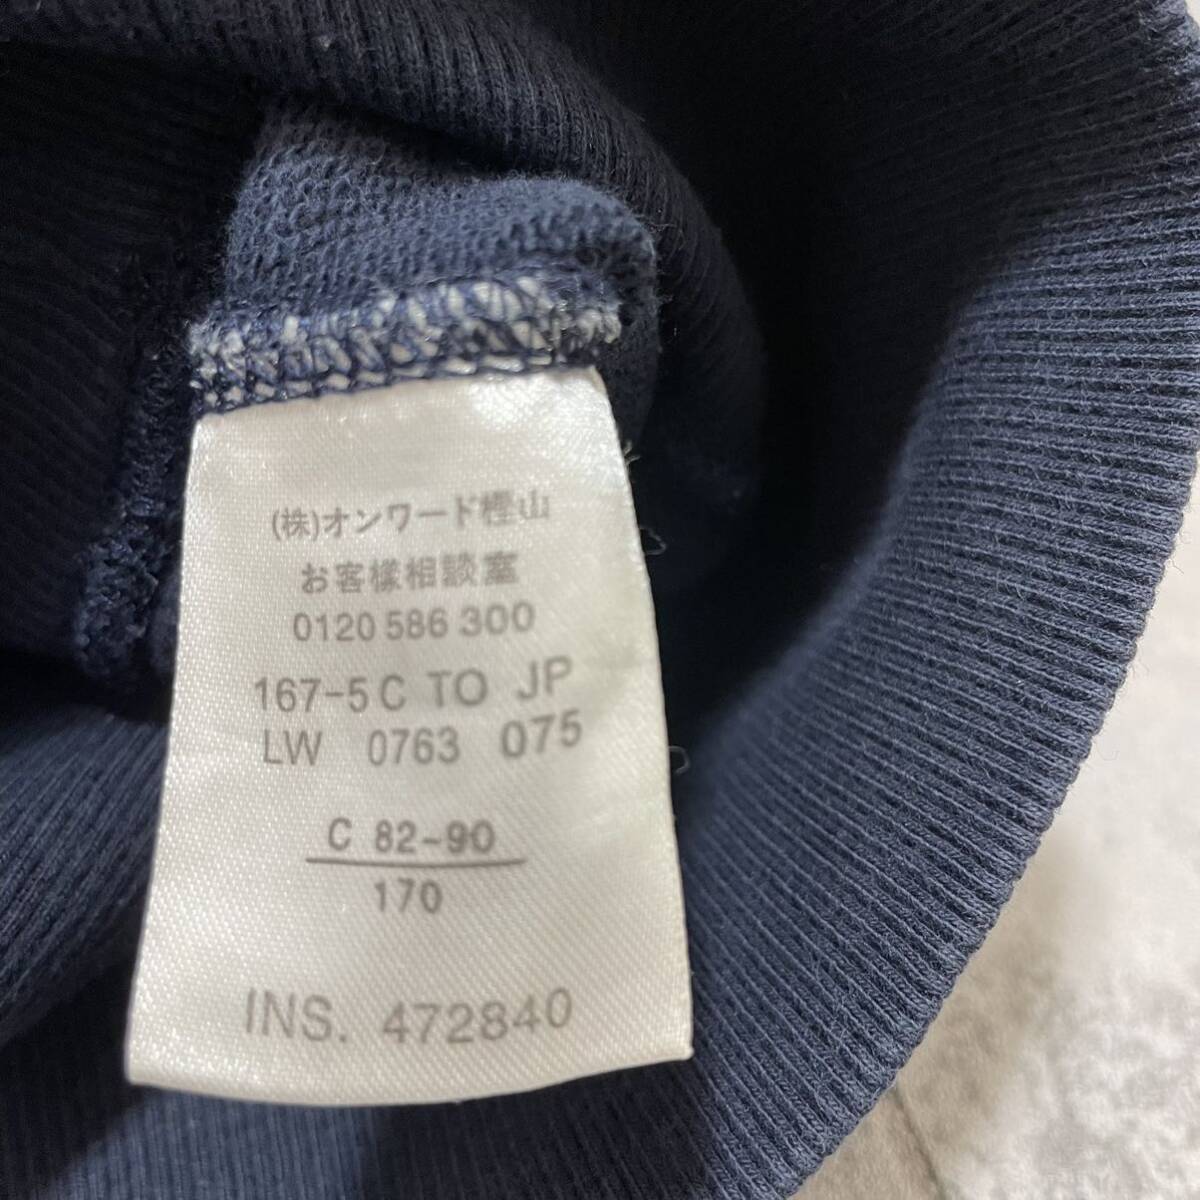 (株)オンワード樫山
お客様相談室
0120 586 300
167-5C TO JP
LW 0763 075
C 82-90
170
INS. 472840